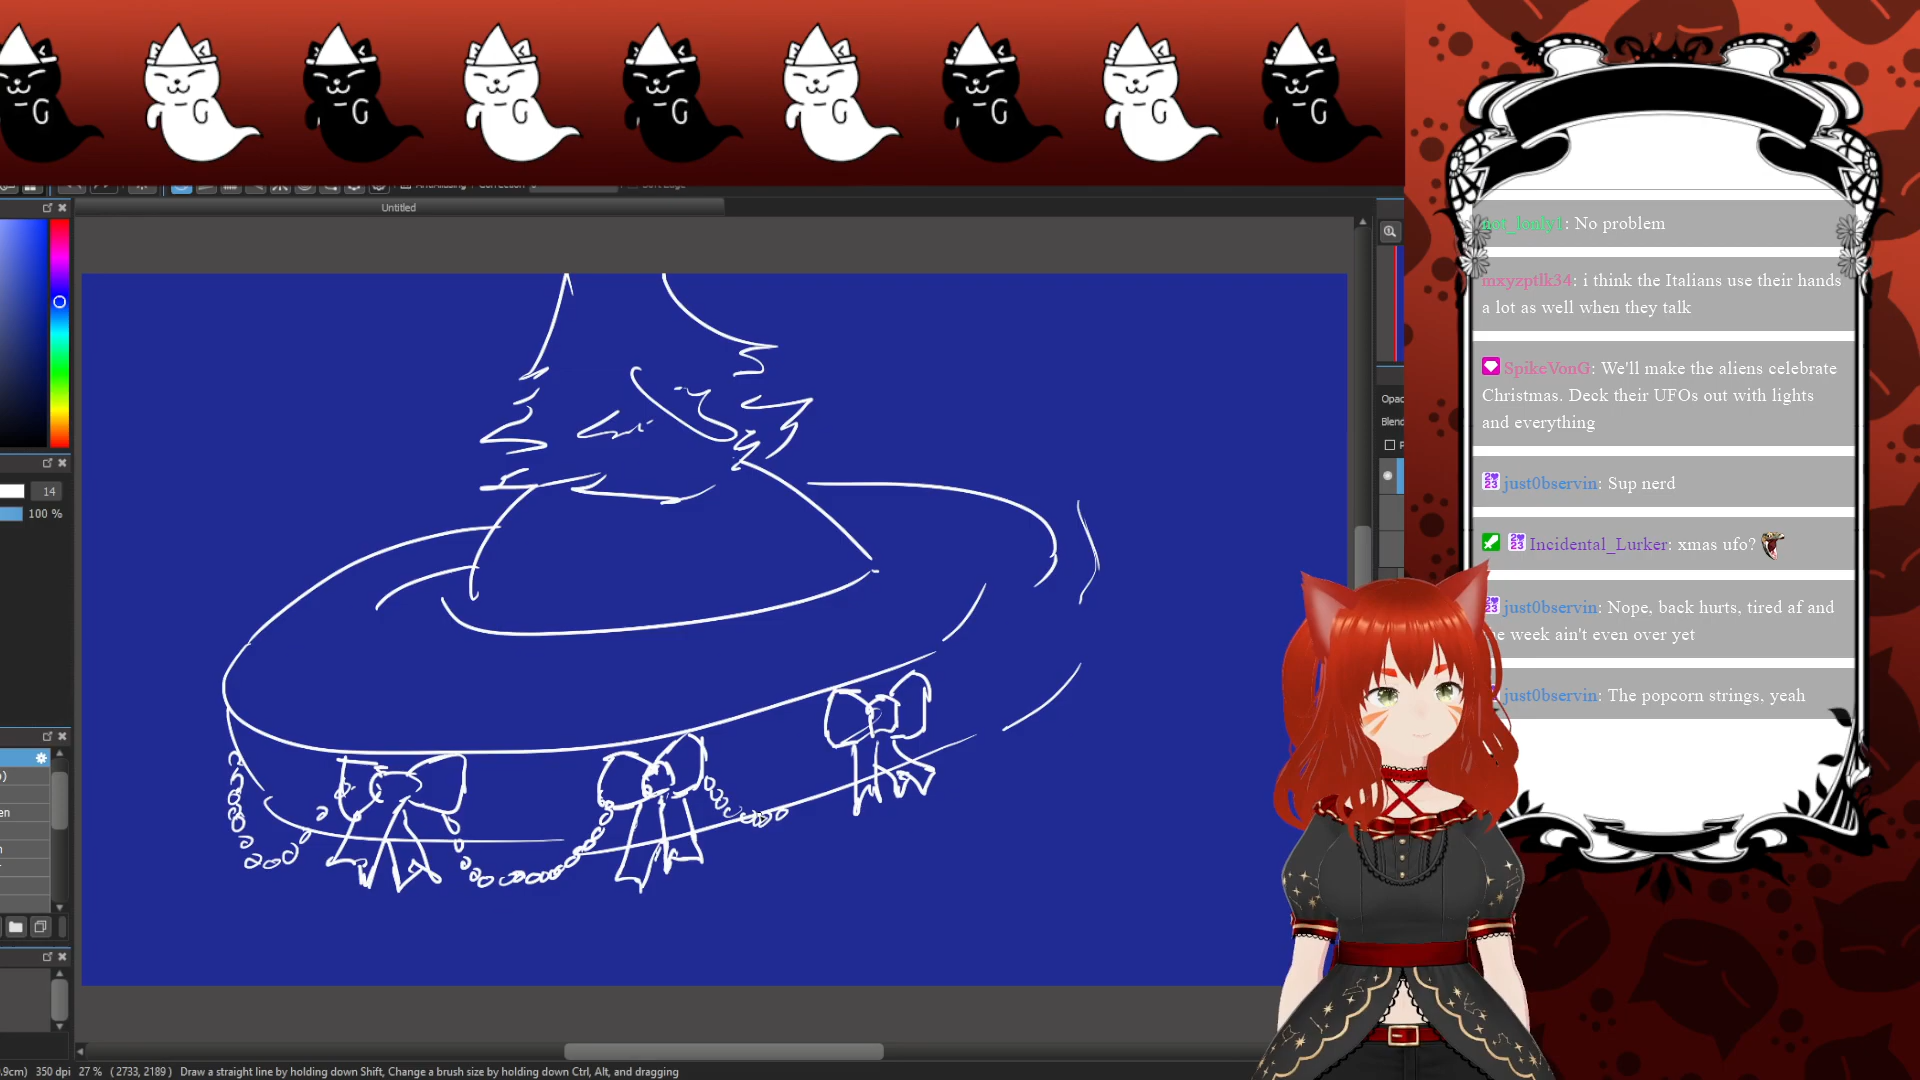 G G G G G G G G G
Untitled
not_lonly1: No problem
mxyzptlk34: i think the Italians use their hands
a lot as well when they talk
SpikeVonG: We'll make the aliens celebrate
Christmas. Deck their UFOs out with lights
and everything
just0bservin: Sup nerd
Incidental_Lurker: xmas ufo?
just0bservin: Nope, back hurts, tired af and
week ain't even over yet
just0bservin: The popcorn strings, yeah
Opac
Blend
14
100 %
en
350 dpi 27 % ( 2733, 2189 ) Draw a straight line by holding down Shift, Change a brush size by holding down Ctrl, Alt, and dragging